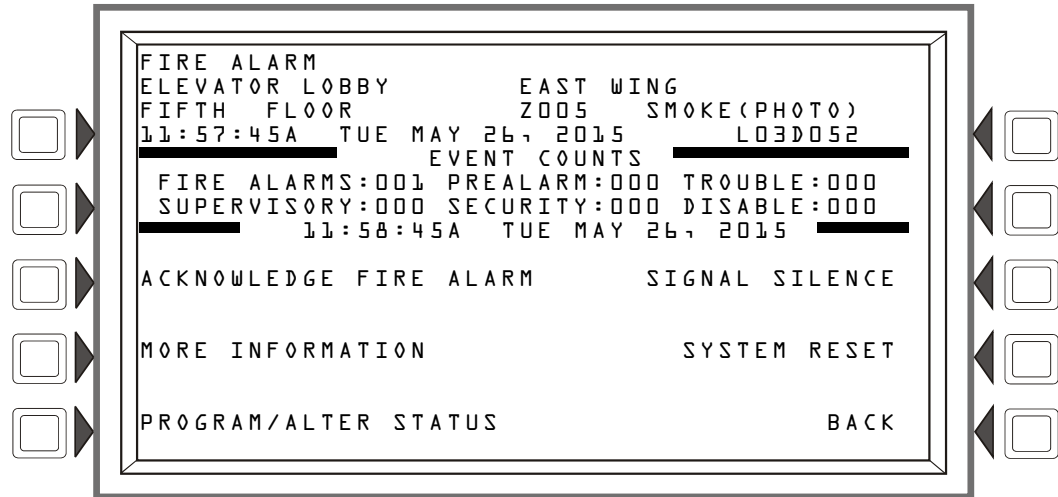 FIRE ALARM
ELEVATOR LOBBY EAST WING
FIFTH FLOOR Z005 SMOKE(PHOTO)
11:57:45A TUE MAY 26, 2015 L03D052
EVENT COUNTS
FIRE ALARMS:001 PREALARM:000 TROUBLE:000
SUPERVISORY:000 SECURITY:000 DISABLE:000
11:58:45A TUE MAY 26, 2015
ACKNOWLEDGE FIRE ALARM SIGNAL SILENCE
MORE INFORMATION SYSTEM RESET
PROGRAM/ALTER STATUS BACK